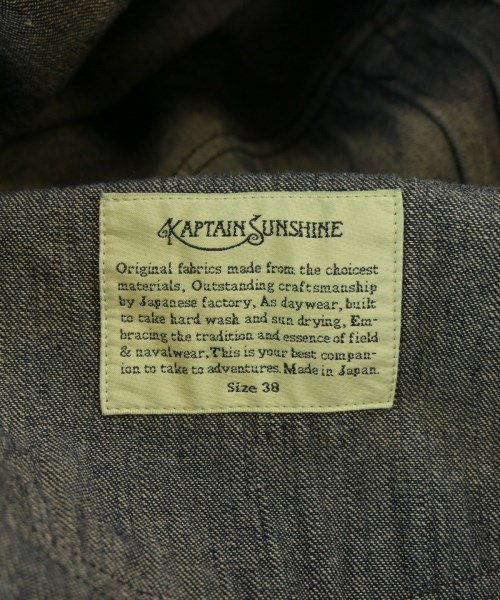 KAPTAIN SUNSHINE
Original fabrics made from the choicest
materials, Outstanding craftsmanship
by Japanese factory, As daywear, built
to take hard wash and sun drying, Em-
bracing the tradition and essence of field
& navalwear, This is your best compan-
ion to take to adventures. Made in Japan.
Size 38